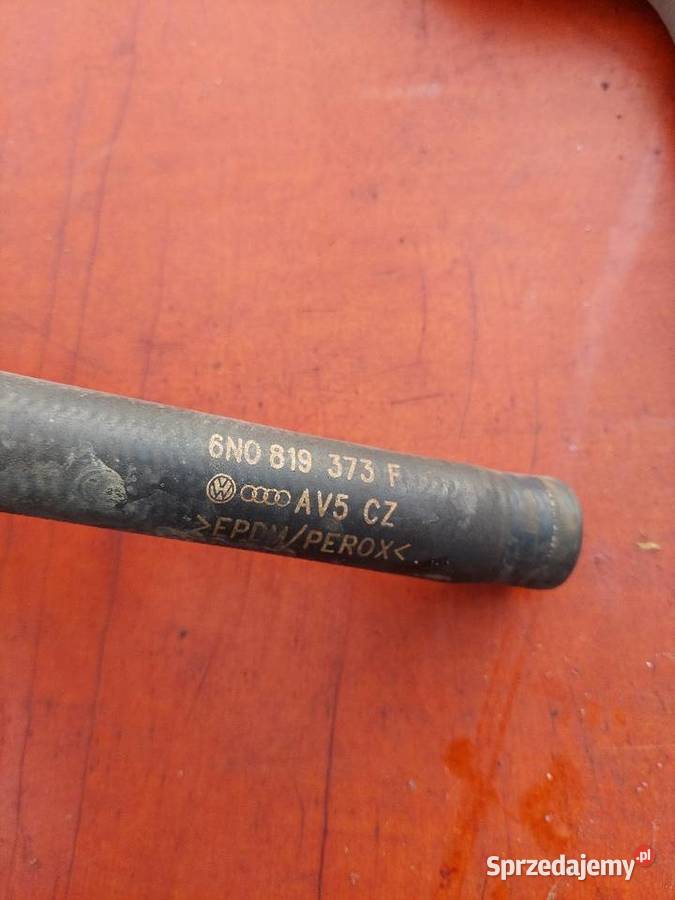 6N0 819 373 F
AV5 CZ
>EPDM/PEROX<
Sprzedajemy.pl